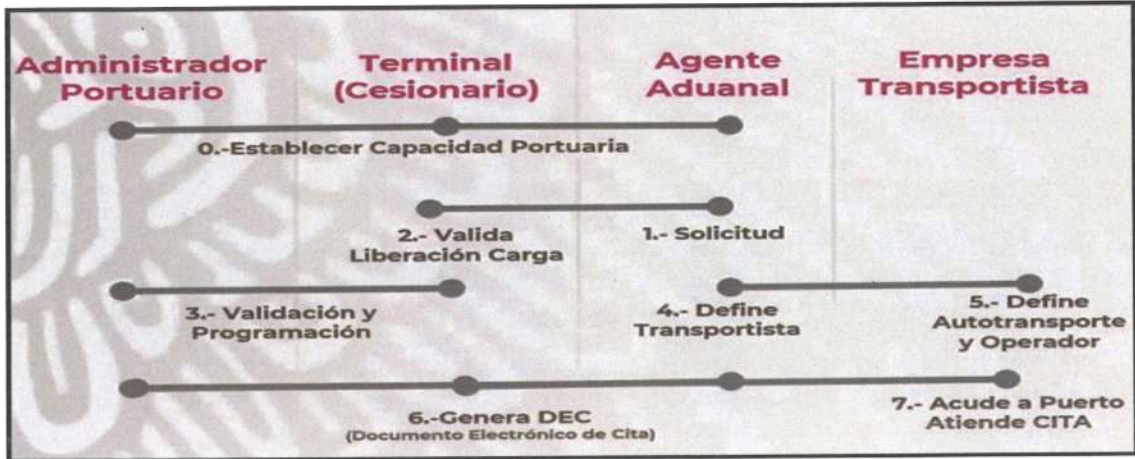 Administrador
Portuario
Terminal
(Cesionario)
Agente
Aduanal
Empresa
Transportista
0.-Establecer Capacidad Portuaria
2.- Valida
Liberación Carga
1.- Solicitud
3.- Validación y
Programación
4.- Define
Transportista
5.- Define
Autotransporte
y Operador
6.-Genera DEC
(Documento Electrónico de Cita)
7.- Acude a Puerto
Atiende CITA